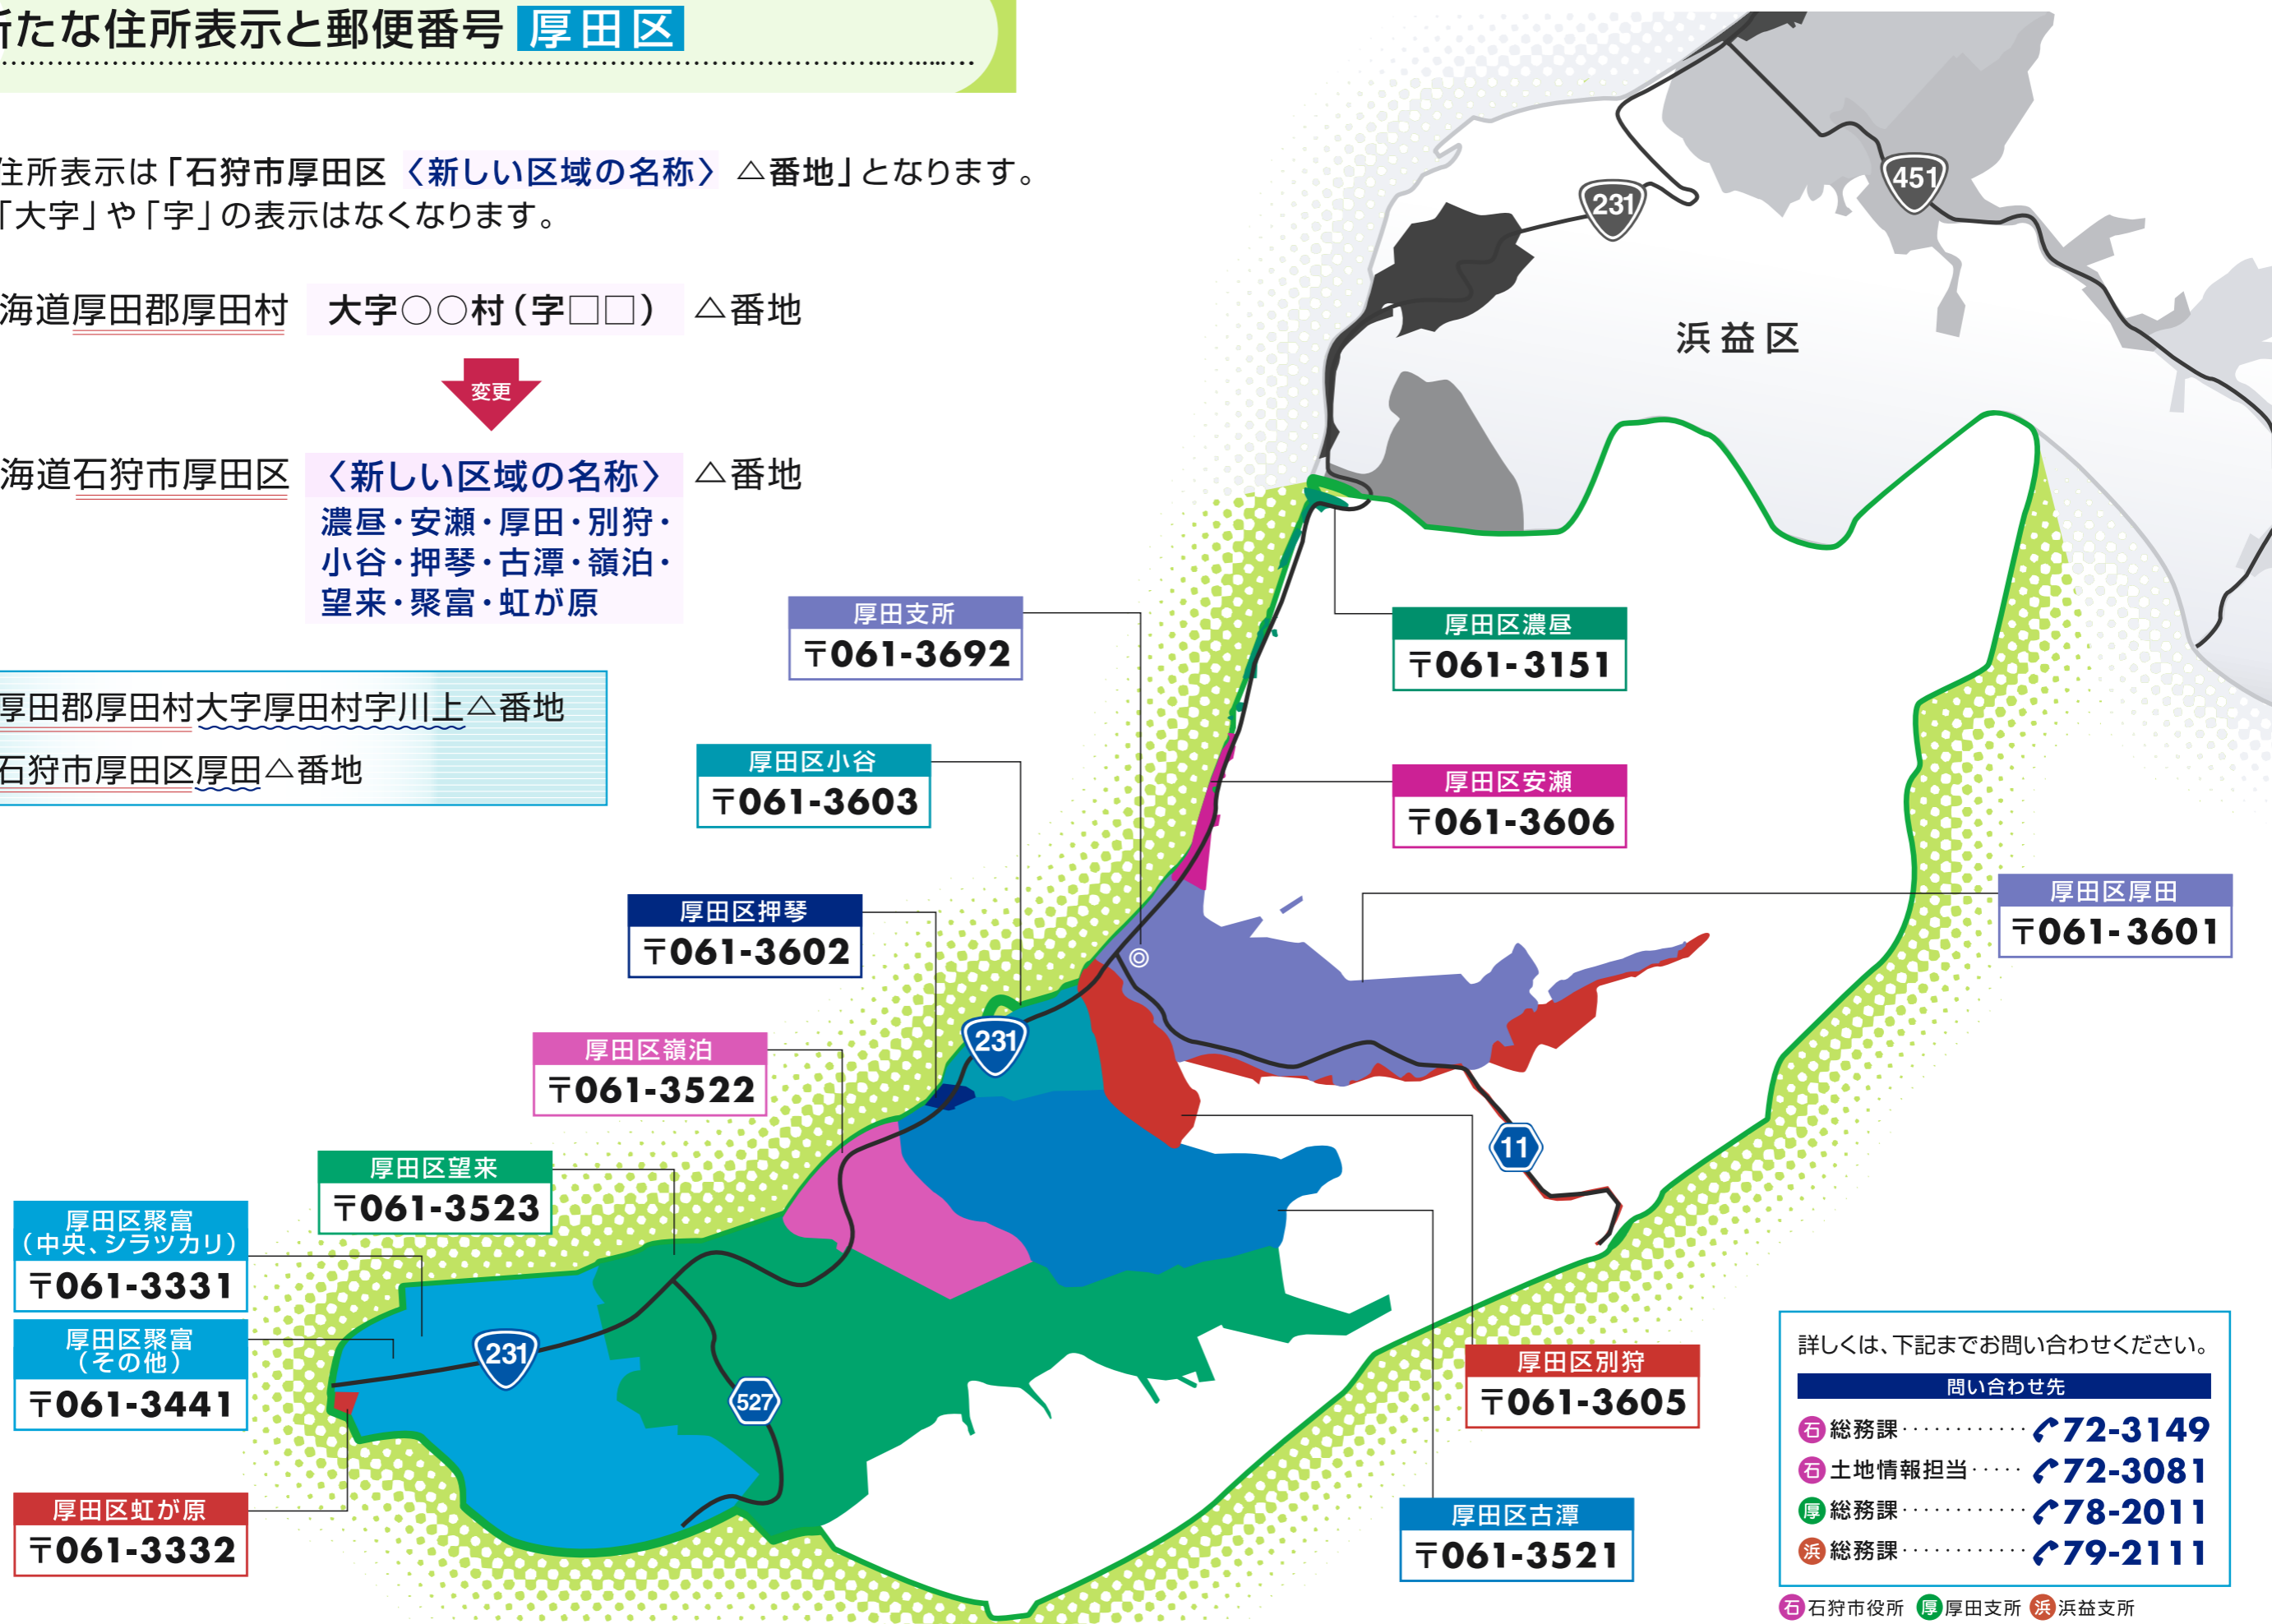 たな住所表示と郵便番号 厚田区
住所表示は「石狩市厚田区〈新しい区域の名称〉△番地」となります。
「大字」や「字」の表示はなくなります。
海道厚田郡厚田村 大字○○村(字□□) △番地
変更
海道石狩市厚田区 〈新しい区域の名称〉 △番地
濃昼・安瀬・厚田・別狩・
小谷・押琴・古潭・嶺泊・
望来・聚富・虹が原
厚田郡厚田村大字厚田村字川上△番地
石狩市厚田区厚田△番地
451
231
浜益区
厚田支所
〒061-3692
厚田区濃昼
〒061-3151
厚田区小谷
〒061-3603
厚田区安瀬
〒061-3606
厚田区押琴
〒061-3602
厚田区厚田
〒061-3601
231
厚田区嶺泊
〒061-3522
11
厚田区望来
〒061-3523
厚田区聚富
(中央、シラツカリ)
〒061-3331
厚田区聚富
(その他)
〒061-3441
231
527
厚田区別狩
〒061-3605
厚田区虹が原
〒061-3332
厚田区古潭
〒061-3521
詳しくは、下記までお問い合わせください。
問い合わせ先
石 総務課············72-3149
石 土地情報担当·····72-3081
厚 総務課············78-2011
浜 総務課············79-2111
石 石狩市役所 厚 厚田支所 浜 浜益支所